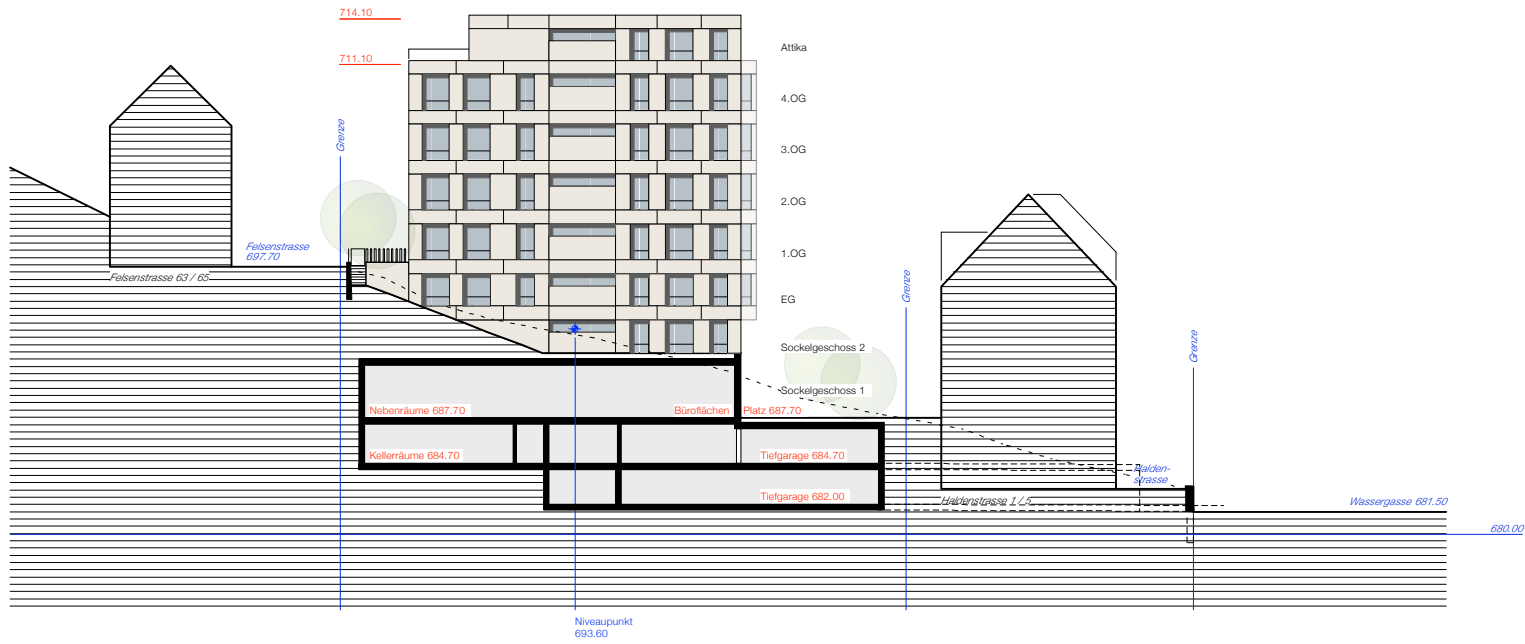 714.10
Attika
711.10
4.OG
Grenze
3.OG
2.OG
Felsenstrasse
697.70
1.OG
Felsenstrasse 63 / 65
Grenze
EG
Grenze
Sockelgeschoss 2
Sockelgeschoss 1
Nebenräume 687.70
Büroflächen
Platz 687.70
Kellerräume 684.70
Tiefgarage 684.70
Halden-
strasse
Tiefgarage 682.00
Haldenstrasse 1 / 5
Wassergasse 681.50
680.00
Niveaupunkt
693.60